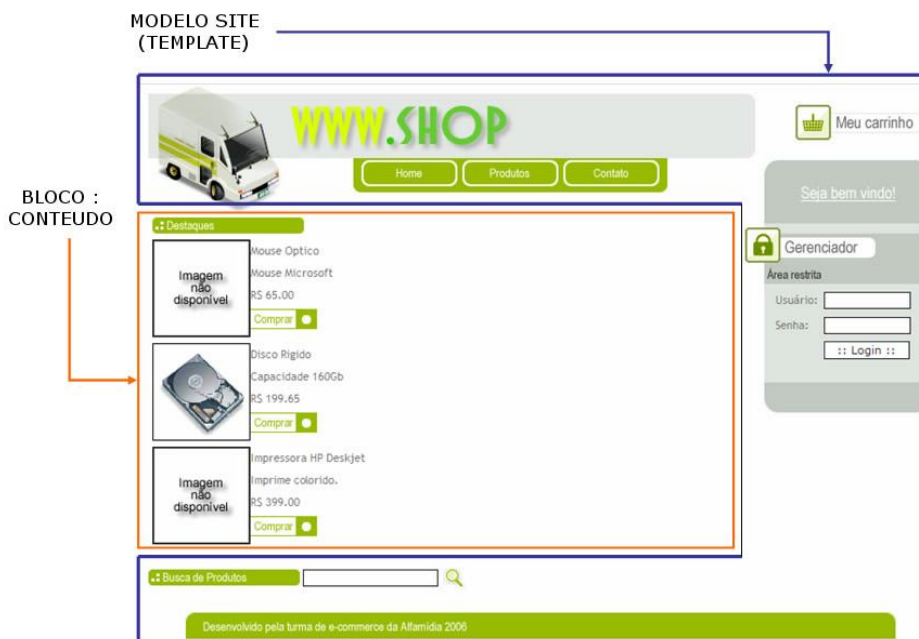 MODELO SITE
(TEMPLATE)
WWW.SHOP
Meu carrinho
Home
Produtos
Contato
Seja bem vindo!
BLOCO :
CONTEUDO
Destaques
Imagem
não
disponível
Mouse Optico
Mouse Microsoft
R$ 65.00
Comprar
Gerenciador
Área restrita
Usuário:
Senha:
:: Login ::
Disco Rigido
Capacidade 160Gb
R$ 199.65
Comprar
Imagem
não
disponível
Impressora HP Deskjet
Imprime colorido.
R$ 399.00
Comprar
Busca de Produtos
Desenvolvido pela turma de e-commerce da Alfamídia 2006